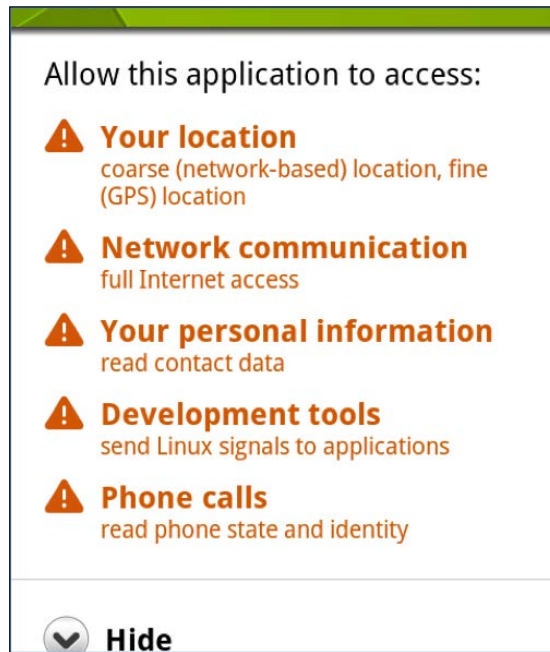 Allow this application to access:
Your location
coarse (network-based) location, fine
(GPS) location
Network communication
full Internet access
Your personal information
read contact data
Development tools
send Linux signals to applications
Phone calls
read phone state and identity
Hide